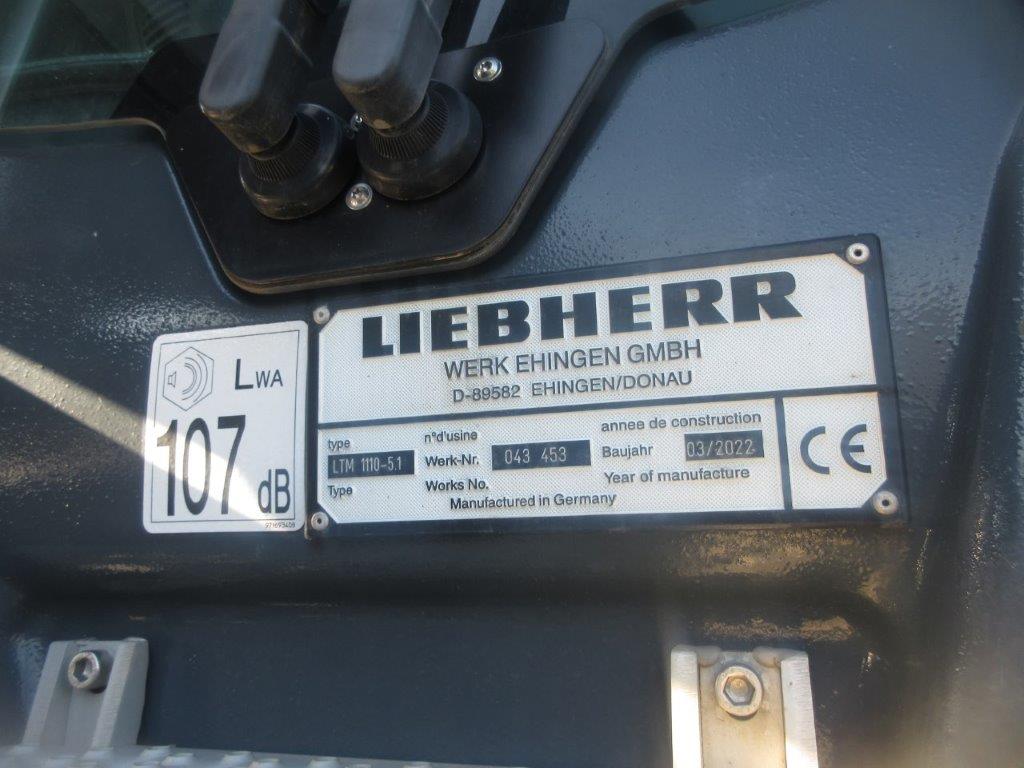 LWA
107 dB
971693408
LIEBHERR
WERK EHINGEN GMBH
D-89582 EHINGEN/DONAU
type
LTM 1110-5.1
Type
n°d'usine
Werk-Nr. 043 453
Works No.
annee de construction
Baujahr 03/2022
Year of manufacture
Manufactured in Germany
CE